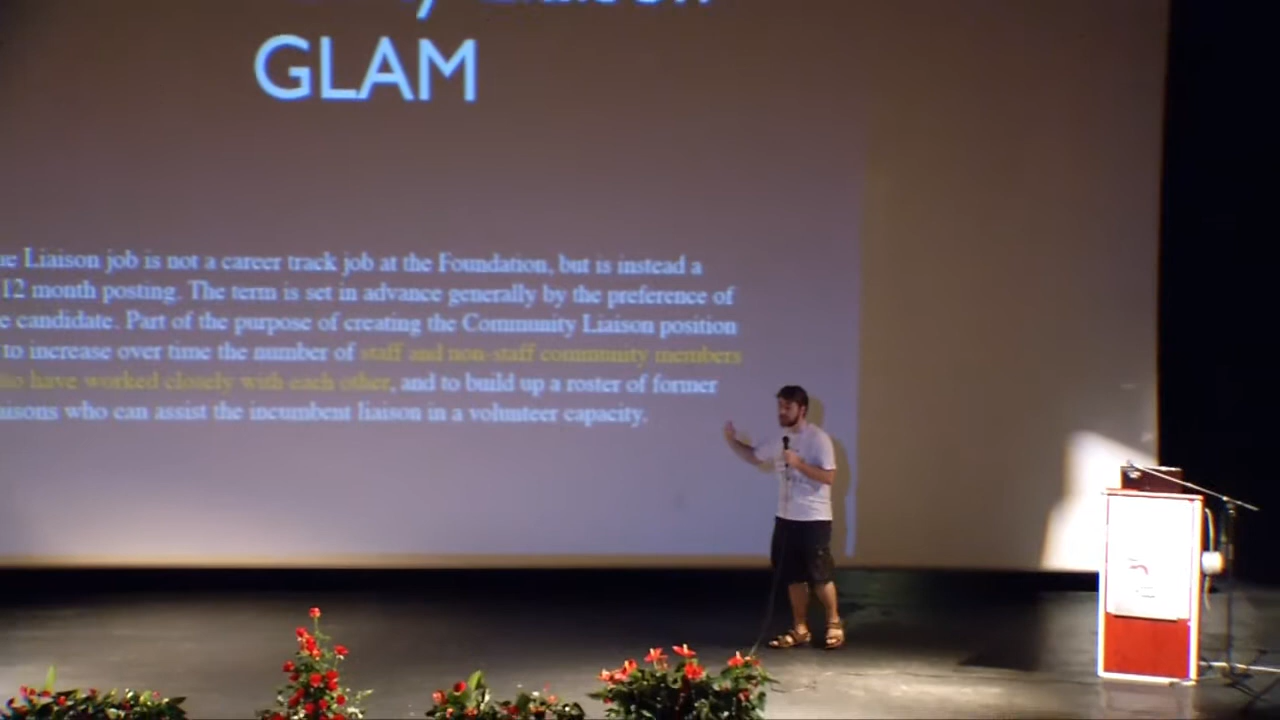 GLAM
Liaison job is not a career track job at the Foundation, but is instead a
12 month posting. The term is set in advance generally by the preference of
candidate. Part of the purpose of creating the Community Liaison position
to increase over time the number of staff and non-staff community members
have worked closely with each other, and to build up a roster of former
who can assist the incumbent liaison in a volunteer capacity.